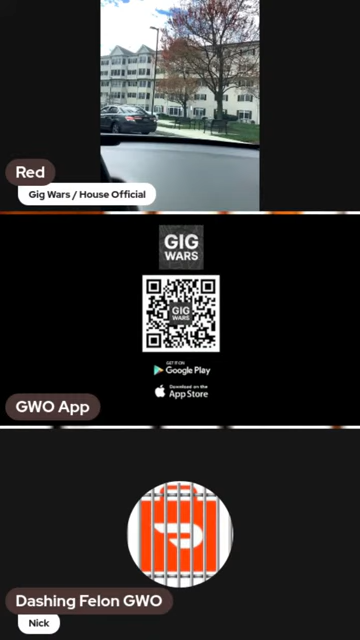 Red
Gig Wars / House Official
GIG
WARS
GIG
WARS
GET IT ON
Google Play
Download on the
App Store
GWO App
Dashing Felon GWO
Nick